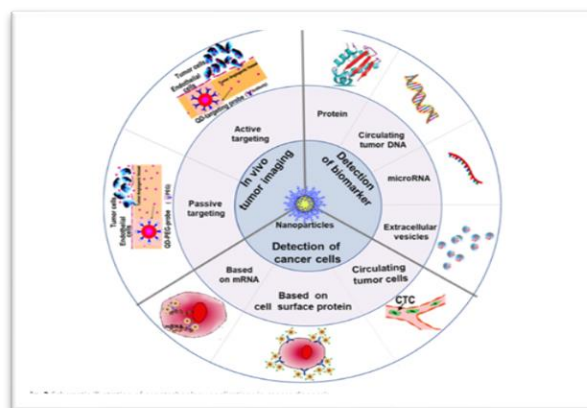 Tumor cells
Endothelial
cells
QD-targeting probe
Active
targeting
Tumor cells
Endothelial
cells
QD-PEG-probe
PEG
Passive
targeting
In vivo
tumor imaging
Protein
Circulating
tumor DNA
microRNA
Extracellular
vesicles
Detection
of biomarker
Nanoparticles
Detection of
cancer cells
Based
on mRNA
Based on
cell surface protein
Circulating
tumor cells
CTC